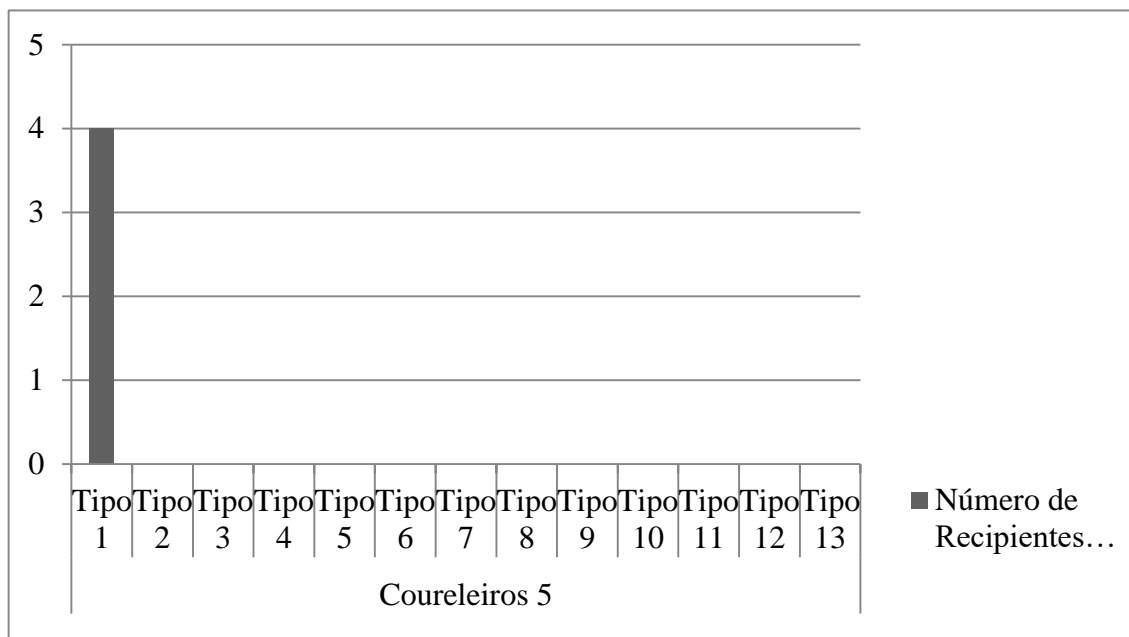 5
4
3
2
1
0
Tipo Tipo Tipo Tipo Tipo Tipo Tipo Tipo Tipo Tipo Tipo Tipo Tipo
1 2 3 4 5 6 7 8 9 10 11 12 13
Coureleiros 5
Número de
Recipientes…